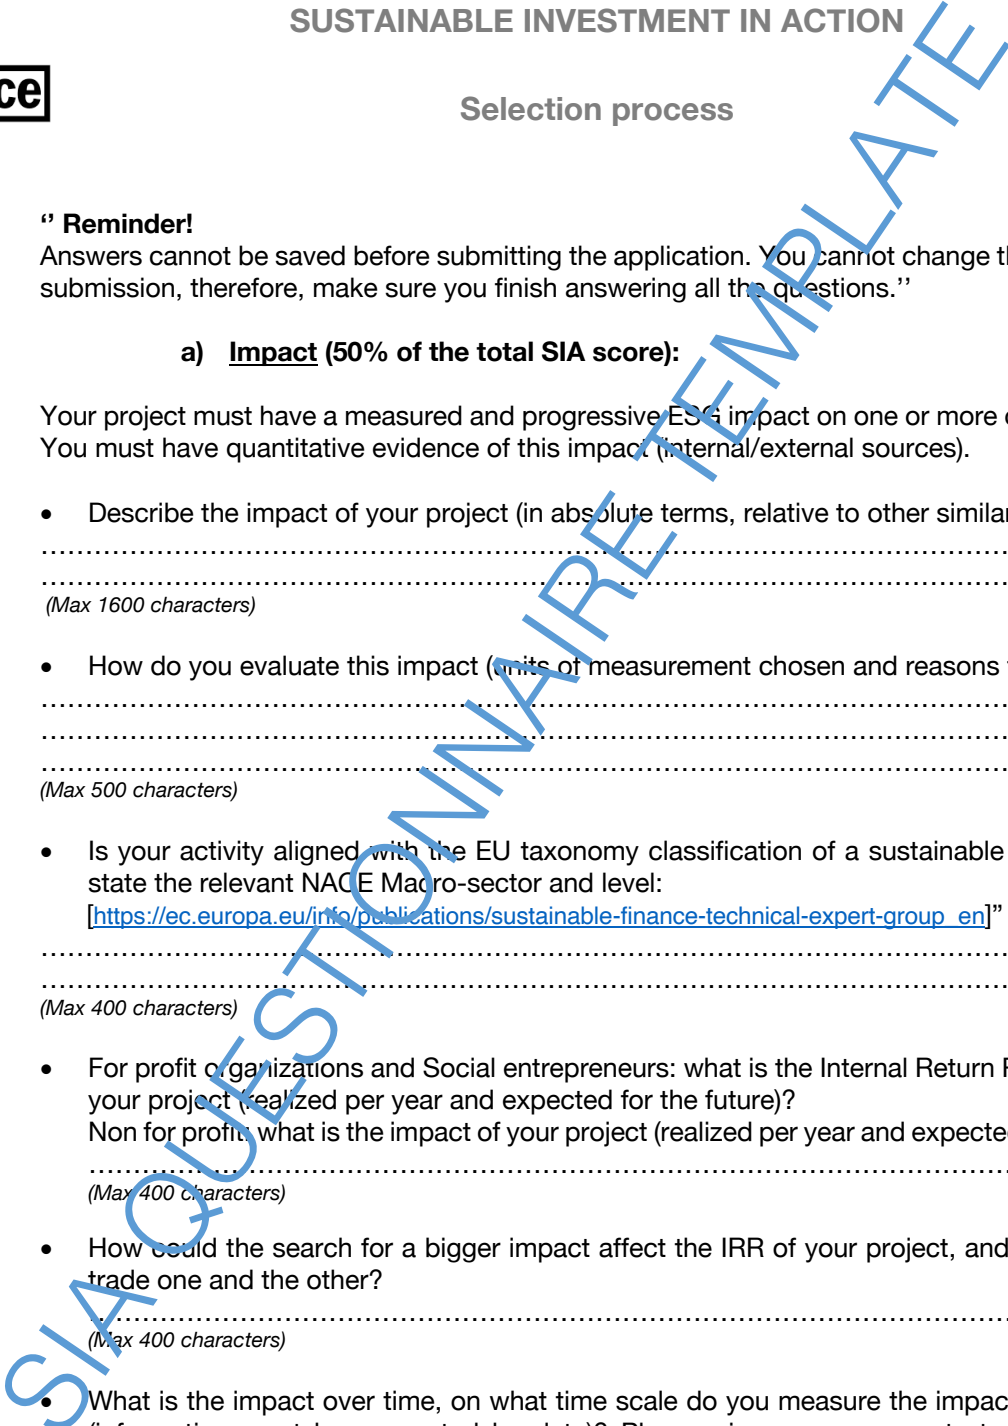 SUSTAINABLE INVESTMENT IN ACTION
ce
Selection process
‘’ Reminder!
Answers cannot be saved before submitting the application. You cannot change
submission, therefore, make sure you finish answering all the questions.’’
a) Impact (50% of the total SIA score):
Your project must have a measured and progressive ESG impact on one or more
You must have quantitative evidence of this impact (internal/external sources).
• Describe the impact of your project (in absolute terms, relative to other similar
(Max 1600 characters)
• How do you evaluate this impact (units of measurement chosen and reasons
(Max 500 characters)
• Is your activity aligned with the EU taxonomy classification of a sustainable
state the relevant NACE Macro-sector and level:
[https://ec.europa.eu/info/publications/sustainable-finance-technical-expert-group_en]”
(Max 400 characters)
• For profit organizations and Social entrepreneurs: what is the Internal Return
your project (realized per year and expected for the future)?
Non for profit: what is the impact of your project (realized per year and expected
(Max 400 characters)
• How could the search for a bigger impact affect the IRR of your project, and
trade one and the other?
(Max 400 characters)
• What is the impact over time, on what time scale do you measure the impact
SIA QUESTIONNAIRE TEMPLATE